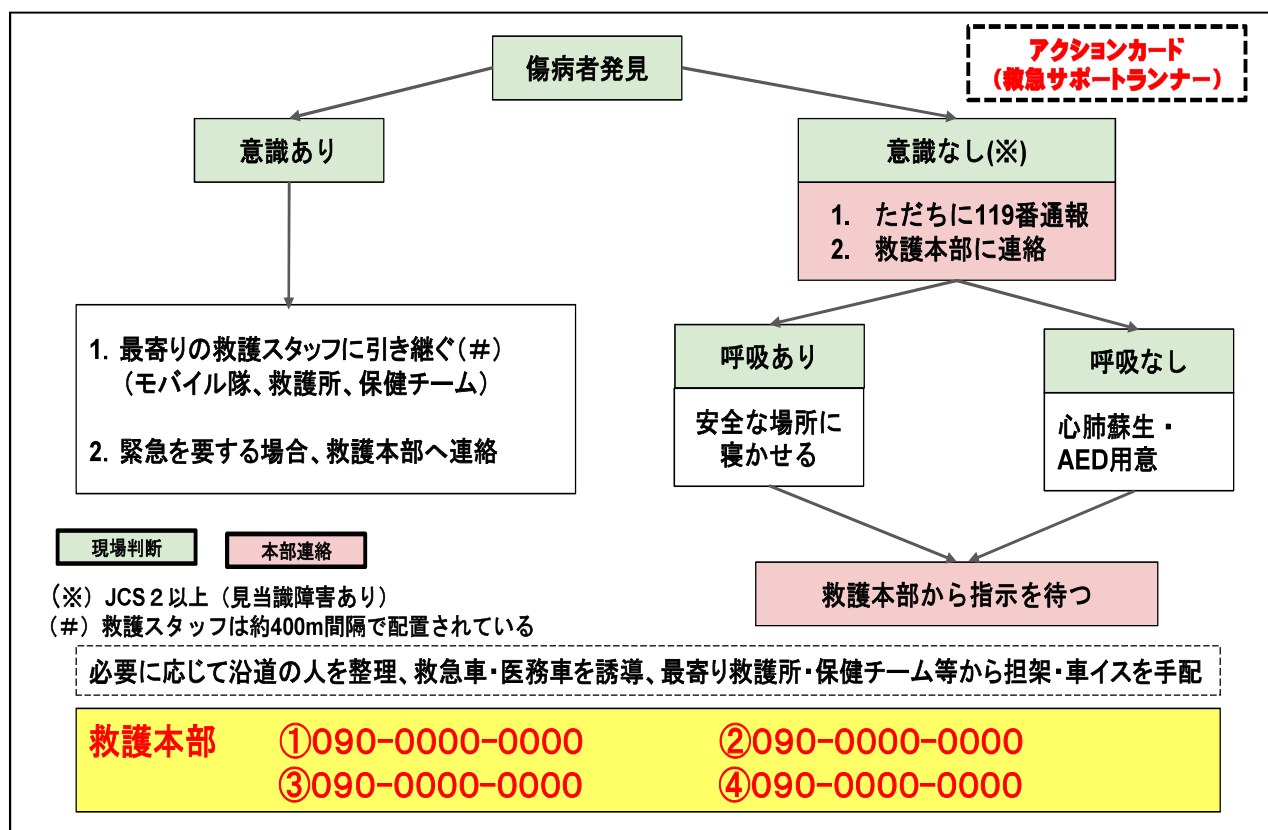 アクションカード
（救急サポートランナー）
傷病者発見
意識あり
意識なし(※)
1. ただちに119番通報
2. 救護本部に連絡
1. 最寄りの救護スタッフに引き継ぐ(＃)
（モバイル隊、救護所、保健チーム）
2. 緊急を要する場合、救護本部へ連絡
呼吸あり
安全な場所に
寝かせる
呼吸なし
心肺蘇生・
AED用意
救護本部から指示を待つ
現場判断
本部連絡
(※) JCS２以上（見当識障害あり）
(＃) 救護スタッフは約400m間隔で配置されている
必要に応じて沿道の人を整理、救急車・医務車を誘導、最寄り救護所・保健チーム等から担架・車イスを手配
救護本部 ①090-0000-0000 ②090-0000-0000
③090-0000-0000 ④090-0000-0000